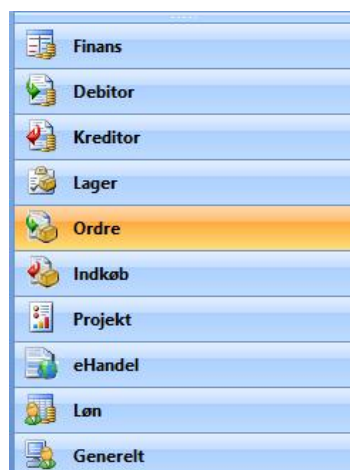 Finans
Debitor
Kreditor
Lager
Ordre
Indkøb
Projekt
eHandel
Løn
Generelt